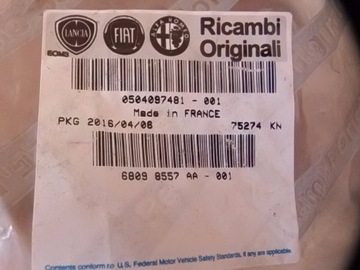 LANCIA FIAT ALFA ROMEO Ricambi
Originali
0504087481 - 001
Made in FRANCE
PKG 2016/04/06 75274 KN
6809 8557 AA - 001
Contents conform to U.S. Federal Motor Vehicle Safety Standards, if any are applicable.